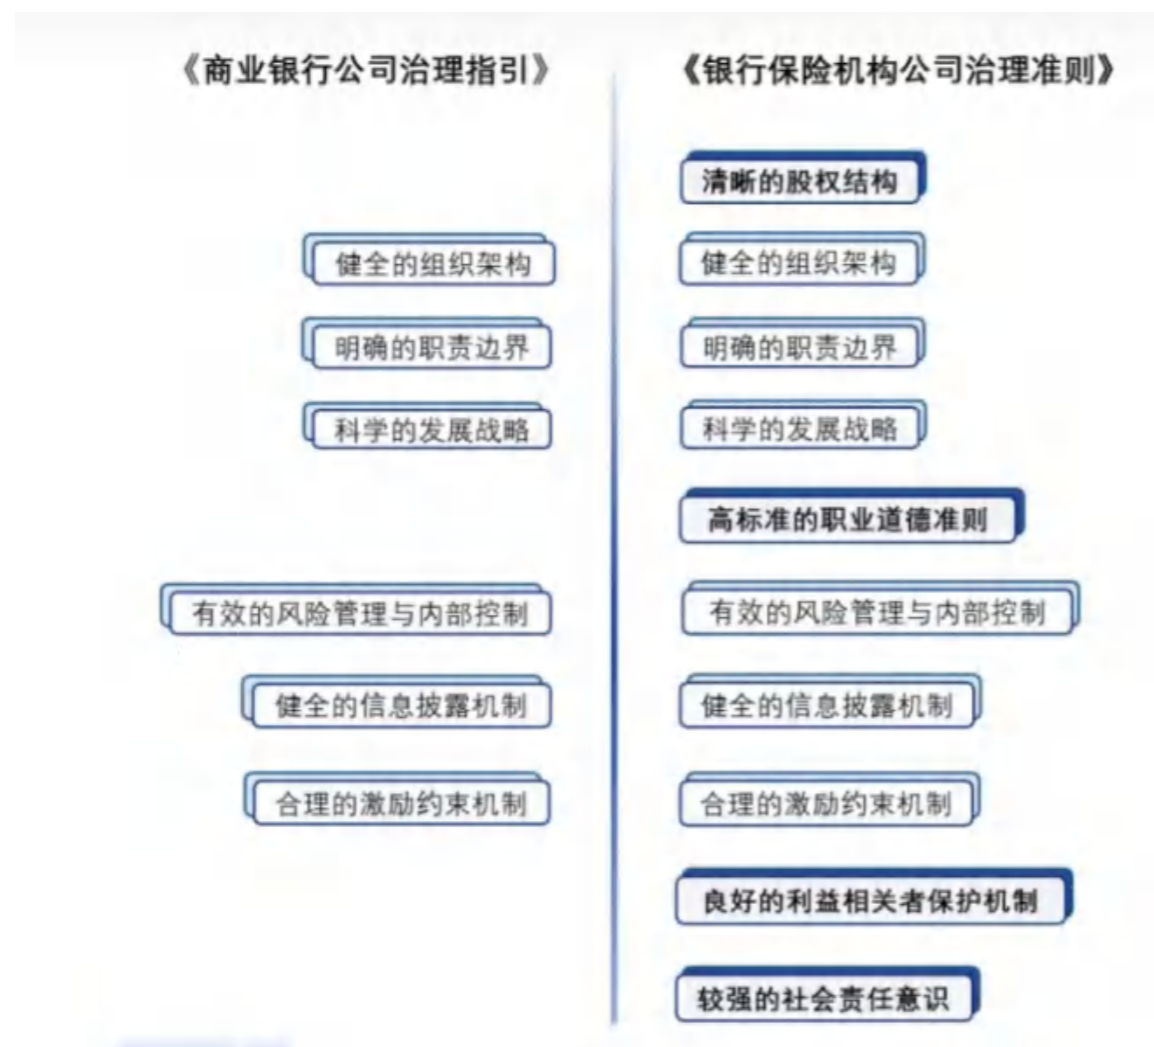 《商业银行公司治理指引》
《银行保险机构公司治理准则》
清晰的股权结构
健全的组织架构
健全的组织架构
明确的职责边界
明确的职责边界
科学的发展战略
科学的发展战略
高标准的职业道德准则
有效的风险管理与内部控制
有效的风险管理与内部控制
健全的信息披露机制
健全的信息披露机制
合理的激励约束机制
合理的激励约束机制
良好的利益相关者保护机制
较强的社会责任意识